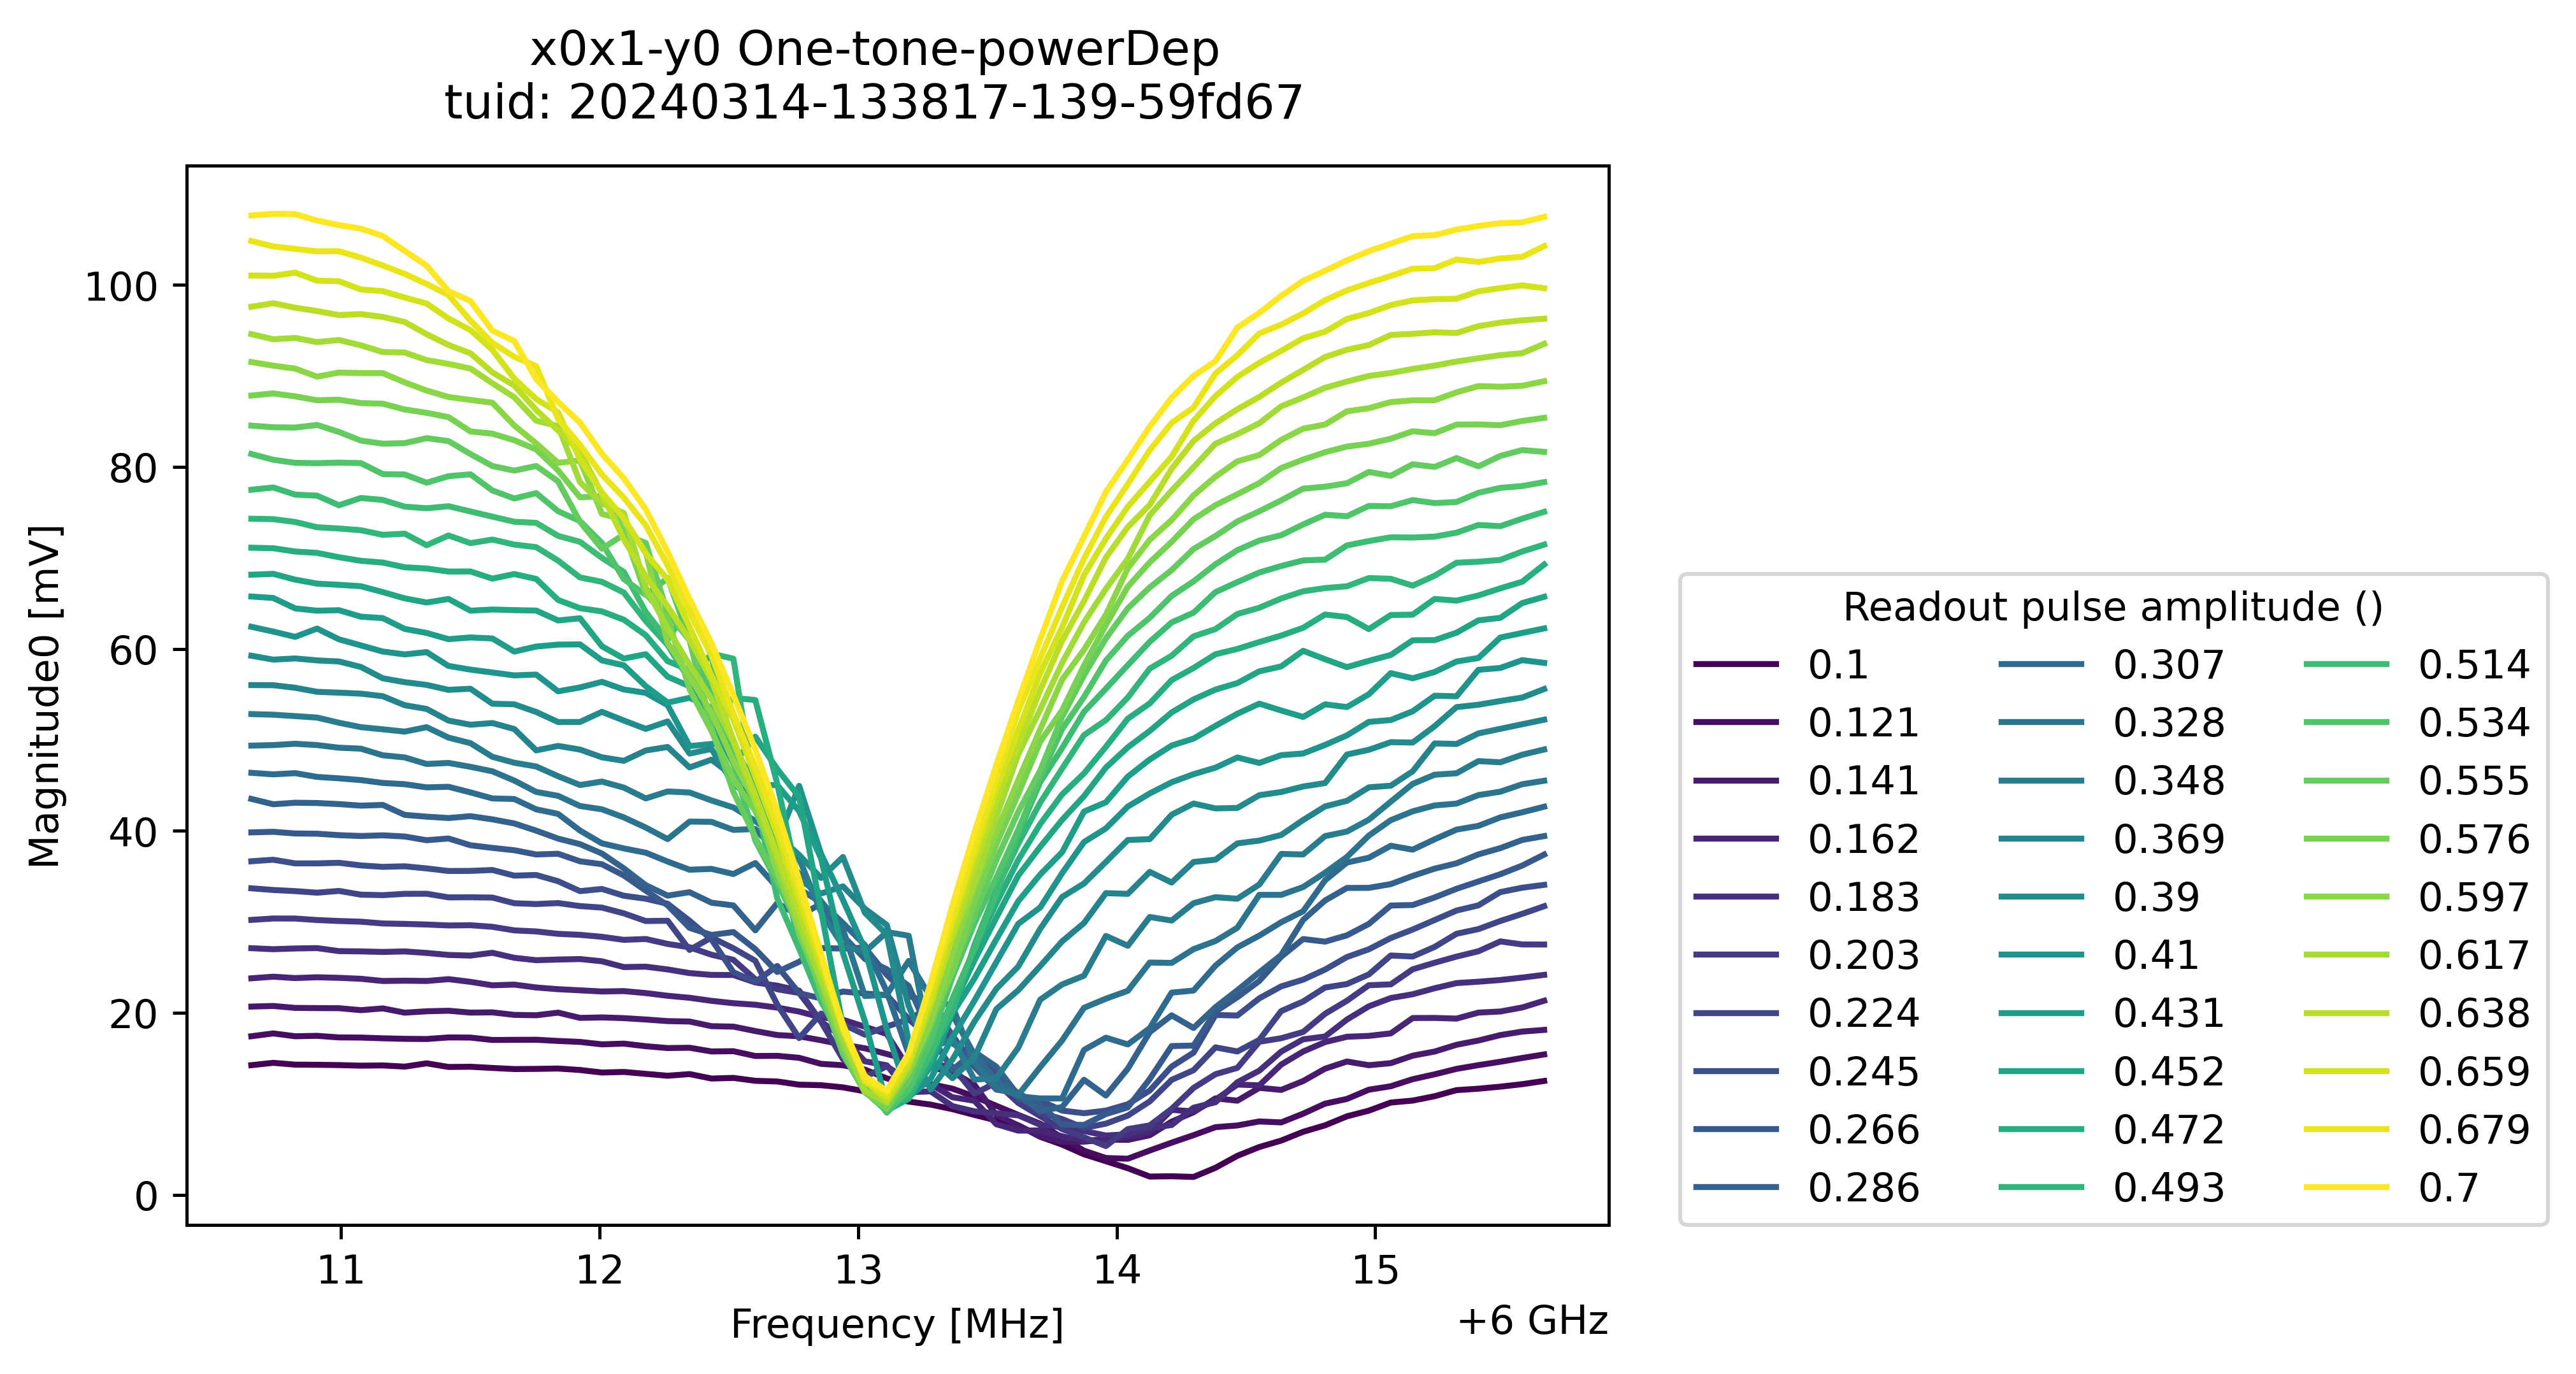 x0x1-y0 One-tone-powerDep
tuid: 20240314-133817-139-59fd67
Magnitude0 [mV]
100
80
60
40
20
0
11 12 13 14 15
Frequency [MHz]
+6 GHz
Readout pulse amplitude ()
0.1 0.307 0.514
0.121 0.328 0.534
0.141 0.348 0.555
0.162 0.369 0.576
0.183 0.39 0.597
0.203 0.41 0.617
0.224 0.431 0.638
0.245 0.452 0.659
0.266 0.472 0.679
0.286 0.493 0.7